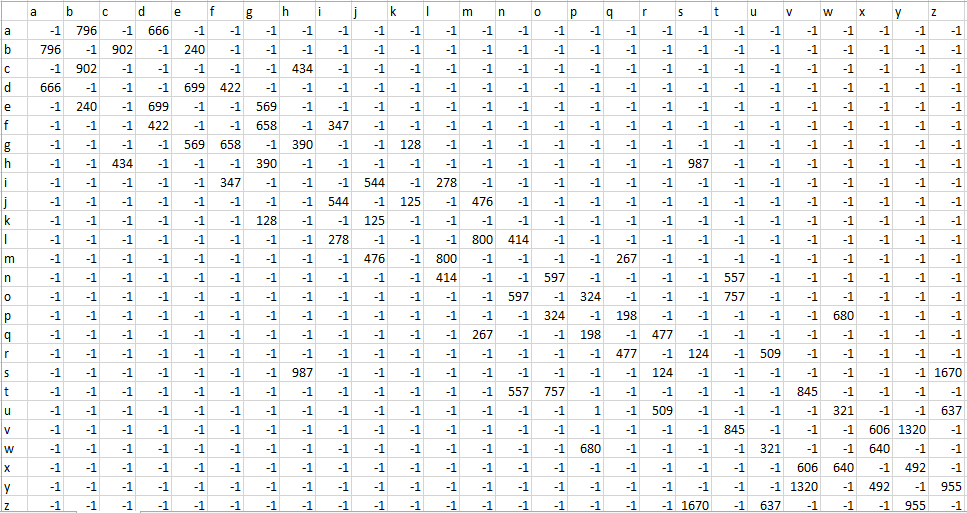 a b c d e f g h i j k l m n o p q r s t u v w x y z
a -1 796 -1 666 -1 -1 -1 -1 -1 -1 -1 -1 -1 -1 -1 -1 -1 -1 -1 -1 -1 -1 -1 -1 -1 -1
b 796 -1 902 -1 240 -1 -1 -1 -1 -1 -1 -1 -1 -1 -1 -1 -1 -1 -1 -1 -1 -1 -1 -1 -1 -1
c -1 902 -1 -1 -1 -1 -1 434 -1 -1 -1 -1 -1 -1 -1 -1 -1 -1 -1 -1 -1 -1 -1 -1 -1 -1
d 666 -1 -1 -1 699 422 -1 -1 -1 -1 -1 -1 -1 -1 -1 -1 -1 -1 -1 -1 -1 -1 -1 -1 -1 -1
e -1 240 -1 699 -1 -1 569 -1 -1 -1 -1 -1 -1 -1 -1 -1 -1 -1 -1 -1 -1 -1 -1 -1 -1 -1
f -1 -1 -1 422 -1 -1 658 -1 347 -1 -1 -1 -1 -1 -1 -1 -1 -1 -1 -1 -1 -1 -1 -1 -1 -1
g -1 -1 -1 -1 569 658 -1 390 -1 -1 128 -1 -1 -1 -1 -1 -1 -1 -1 -1 -1 -1 -1 -1 -1 -1
h -1 -1 434 -1 -1 -1 390 -1 -1 -1 -1 -1 -1 -1 -1 -1 -1 -1 987 -1 -1 -1 -1 -1 -1 -1
i -1 -1 -1 -1 -1 347 -1 -1 -1 544 -1 278 -1 -1 -1 -1 -1 -1 -1 -1 -1 -1 -1 -1 -1 -1
j -1 -1 -1 -1 -1 -1 -1 -1 544 -1 125 -1 476 -1 -1 -1 -1 -1 -1 -1 -1 -1 -1 -1 -1 -1
k -1 -1 -1 -1 -1 -1 128 -1 -1 125 -1 -1 -1 -1 -1 -1 -1 -1 -1 -1 -1 -1 -1 -1 -1 -1
l -1 -1 -1 -1 -1 -1 -1 -1 278 -1 -1 -1 800 414 -1 -1 -1 -1 -1 -1 -1 -1 -1 -1 -1 -1
m -1 -1 -1 -1 -1 -1 -1 -1 -1 476 -1 800 -1 -1 -1 -1 267 -1 -1 -1 -1 -1 -1 -1 -1 -1
n -1 -1 -1 -1 -1 -1 -1 -1 -1 -1 -1 414 -1 -1 597 -1 -1 -1 -1 557 -1 -1 -1 -1 -1 -1
o -1 -1 -1 -1 -1 -1 -1 -1 -1 -1 -1 -1 -1 597 -1 324 -1 -1 -1 757 -1 -1 -1 -1 -1 -1
p -1 -1 -1 -1 -1 -1 -1 -1 -1 -1 -1 -1 -1 -1 324 -1 198 -1 -1 -1 -1 -1 680 -1 -1 -1
q -1 -1 -1 -1 -1 -1 -1 -1 -1 -1 -1 -1 267 -1 -1 198 -1 477 -1 -1 -1 -1 -1 -1 -1 -1
r -1 -1 -1 -1 -1 -1 -1 -1 -1 -1 -1 -1 -1 -1 -1 -1 477 -1 124 -1 509 -1 -1 -1 -1 -1
s -1 -1 -1 -1 -1 -1 -1 987 -1 -1 -1 -1 -1 -1 -1 -1 -1 124 -1 -1 -1 -1 -1 -1 -1 1670
t -1 -1 -1 -1 -1 -1 -1 -1 -1 -1 -1 -1 -1 557 757 -1 -1 -1 -1 -1 -1 845 -1 -1 -1 -1
u -1 -1 -1 -1 -1 -1 -1 -1 -1 -1 -1 -1 -1 -1 -1 1 -1 509 -1 -1 -1 -1 321 -1 -1 637
v -1 -1 -1 -1 -1 -1 -1 -1 -1 -1 -1 -1 -1 -1 -1 -1 -1 -1 -1 845 -1 -1 -1 606 1320 -1
w -1 -1 -1 -1 -1 -1 -1 -1 -1 -1 -1 -1 -1 -1 -1 680 -1 -1 -1 -1 321 -1 -1 640 -1 -1
x -1 -1 -1 -1 -1 -1 -1 -1 -1 -1 -1 -1 -1 -1 -1 -1 -1 -1 -1 -1 -1 606 640 -1 492 -1
y -1 -1 -1 -1 -1 -1 -1 -1 -1 -1 -1 -1 -1 -1 -1 -1 -1 -1 -1 -1 -1 1320 -1 492 -1 955
z -1 -1 -1 -1 -1 -1 -1 -1 -1 -1 -1 -1 -1 -1 -1 -1 -1 -1 1670 -1 637 -1 -1 -1 955 -1